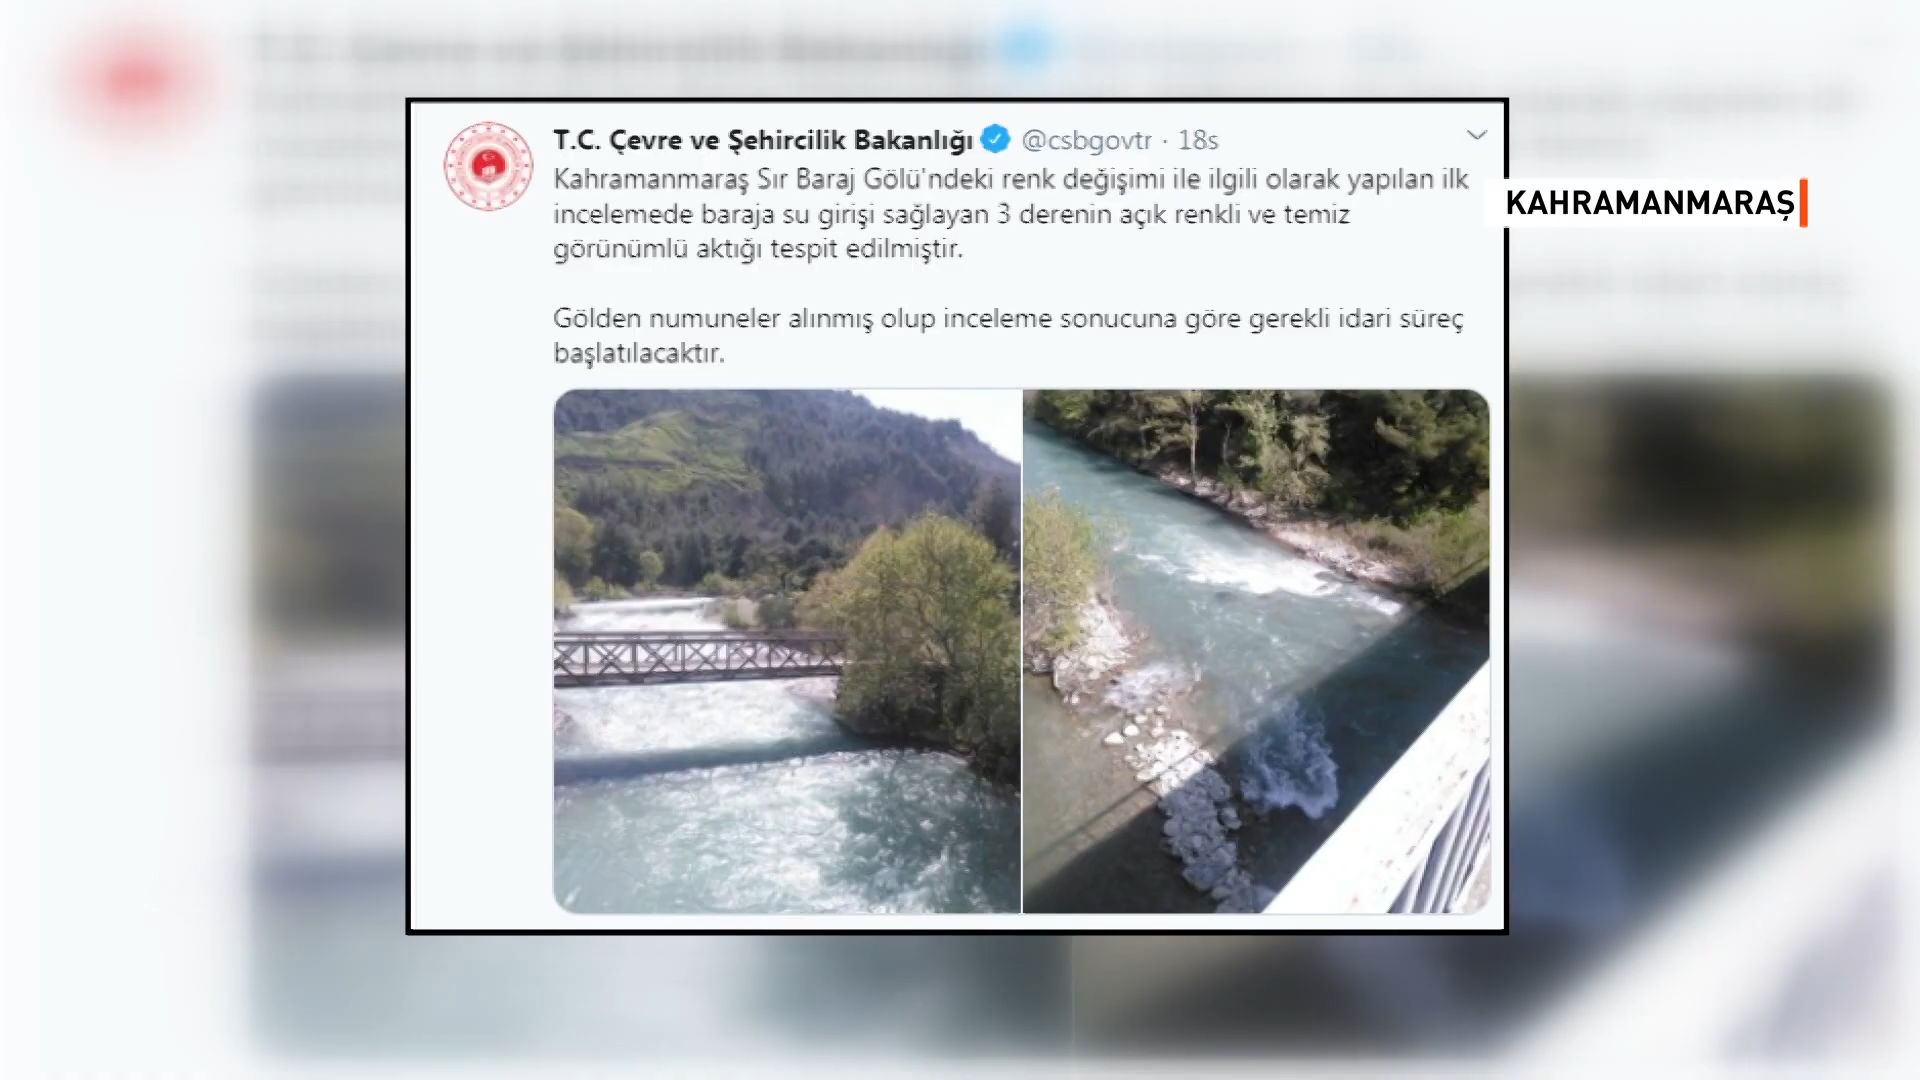 T.C. Çevre ve Şehircilik Bakanlığı @csbgovtr · 18s
Kahramanmaraş Sır Baraj Gölü'ndeki renk değişimi ile ilgili olarak yapılan ilk
incelemede baraja su girişi sağlayan 3 derenin açık renkli ve temiz
görünümlü aktığı tespit edilmiştir.
Gölden numuneler alınmış olup inceleme sonucuna göre gerekli idari süreç
başlatılacaktır.
KAHRAMANMARAŞ